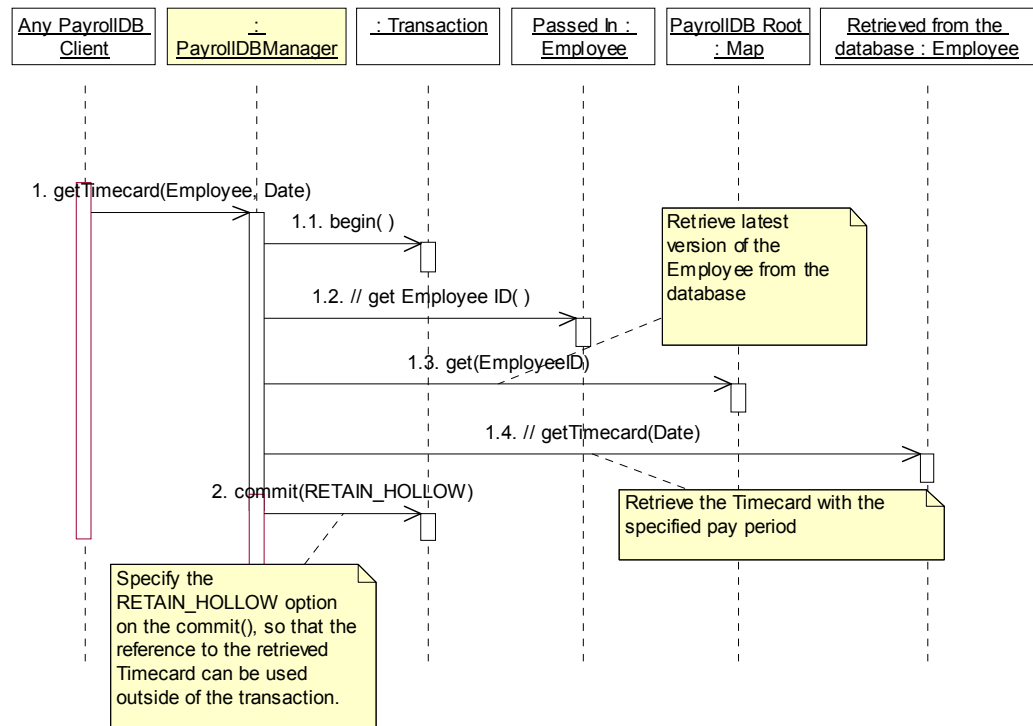 Any PayrollDB
Client
:
PayrollDBManager
: Transaction
Passed In :
Employee
PayrollDB Root
: Map
Retrieved from the
database : Employee
1. getTimecard(Employee, Date)
1.1. begin( )
Retrieve latest
version of the
Employee from the
database
1.2. // get Employee ID( )
1.3. get(EmployeeID)
1.4. // getTimecard(Date)
2. commit(RETAIN_HOLLOW)
Retrieve the Timecard with the
specified pay period
Specify the
RETAIN_HOLLOW option
on the commit(), so that the
reference to the retrieved
Timecard can be used
outside of the transaction.